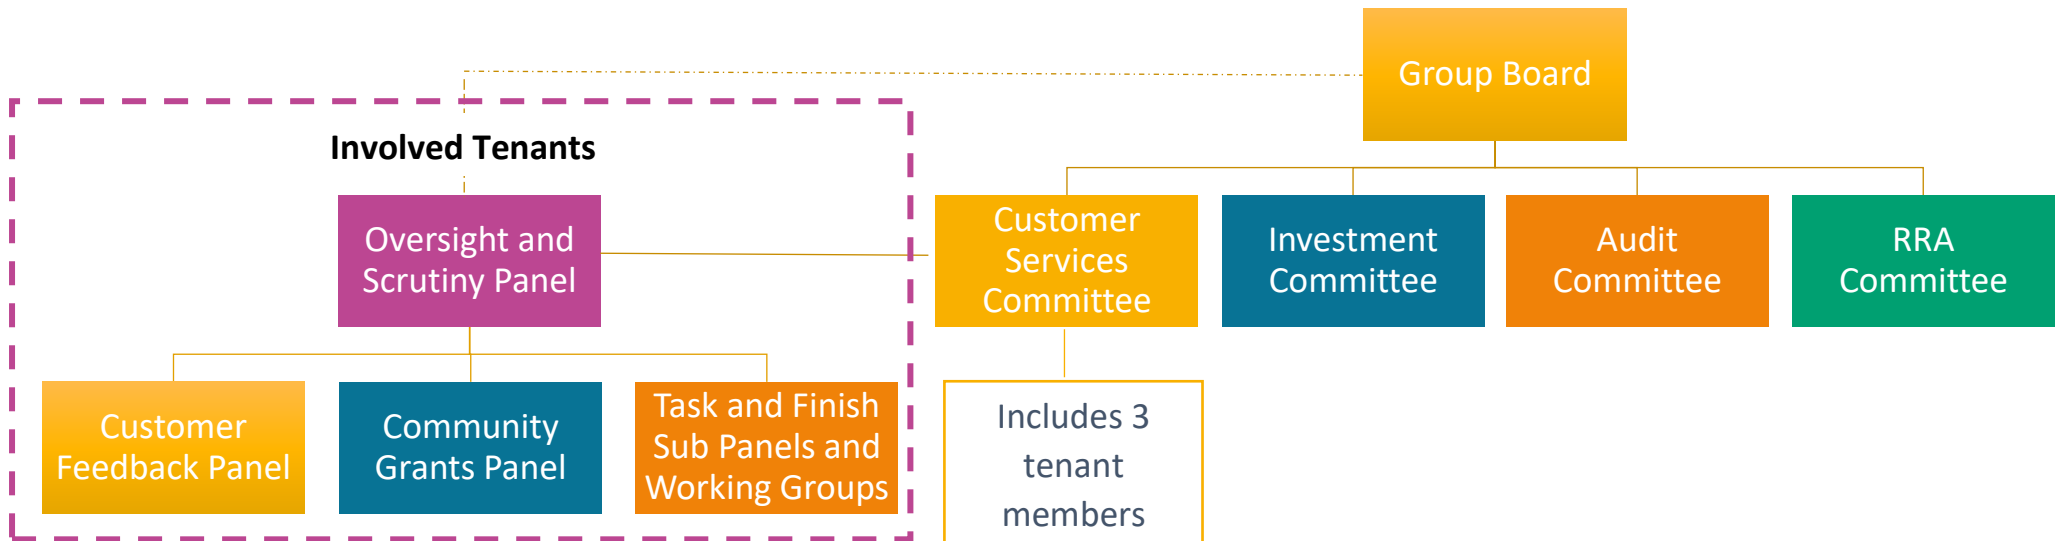 Group Board
Involved Tenants
Oversight and
Scrutiny Panel
Customer
Services
Committee
Investment
Committee
Audit
Committee
RRA
Committee
Customer
Feedback Panel
Community
Grants Panel
Task and Finish
Sub Panels and
Working Groups
Includes 3
tenant
members